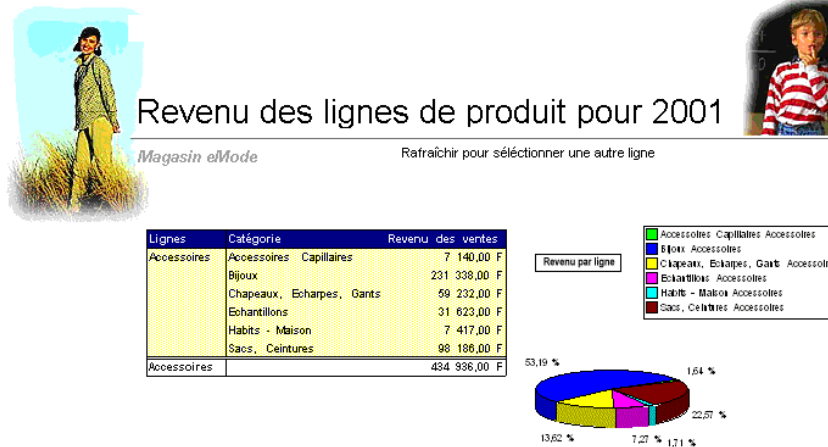 Revenu des lignes de produit pour 2001
Magasin eMode
Rafraîchir pour séléctionner une autre ligne
Lignes Catégorie Revenu des ventes
Accessoires Accessoires Capillaires 7 140,00 F
Bijoux 231 338,00 F
Chapeaux, Echarpes, Gants 59 232,00 F
Echantillons 31 623,00 F
Habits - Maison 7 417,00 F
Sacs, Ceintures 98 186,00 F
Accessoires 434 936,00 F
Revenu par ligne
Accessoires Capillaires Accessoires
Bijoux Accessoires
Chapeaux, Echarpes, Gants Accessoir
Echantillons Accessoires
Habits - Maison Accessoires
Sacs, Ceintures Accessoires
53,19 %
1,64 %
22,57 %
13,62 %
7,27 %
1,71 %